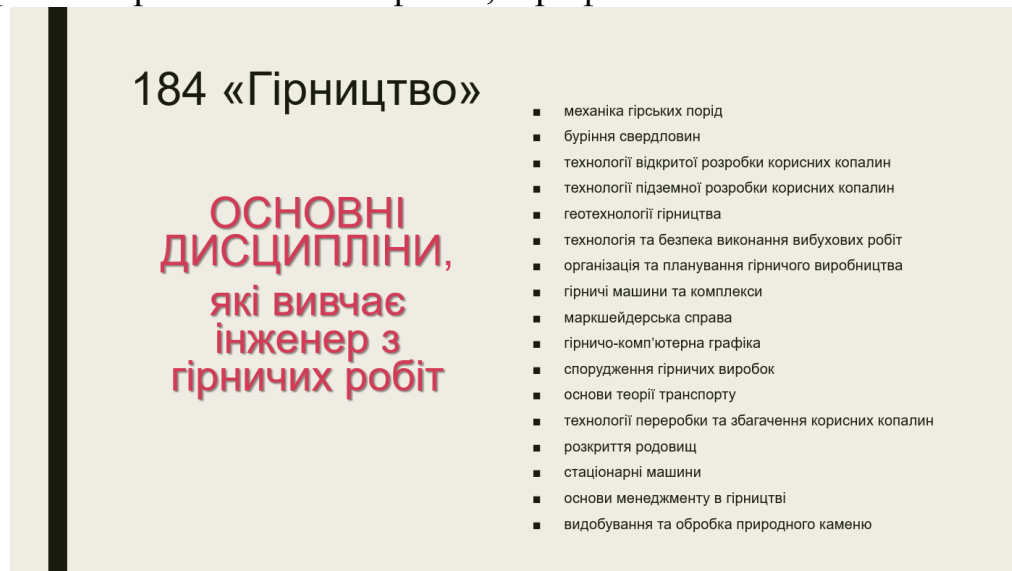 184 «Гірництво»
ОСНОВНІ
ДИСЦИПЛІНИ,
які вивчає
інженер з
гірничих робіт
механіка гірських порід
буріння свердловин
технології відкритої розробки корисних копалин
технології підземної розробки корисних копалин
геотехнології гірництва
технологія та безпека виконання вибухових робіт
організація та планування гірничого виробництва
гірничі машини та комплекси
маркшейдерська справа
гірничо-комп’ютерна графіка
спорудження гірничих виробок
основи теорії транспорту
технології переробки та збагачення корисних копалин
розкриття родовищ
стаціонарні машини
основи менеджменту в гірництві
видобування та обробка природного каменю